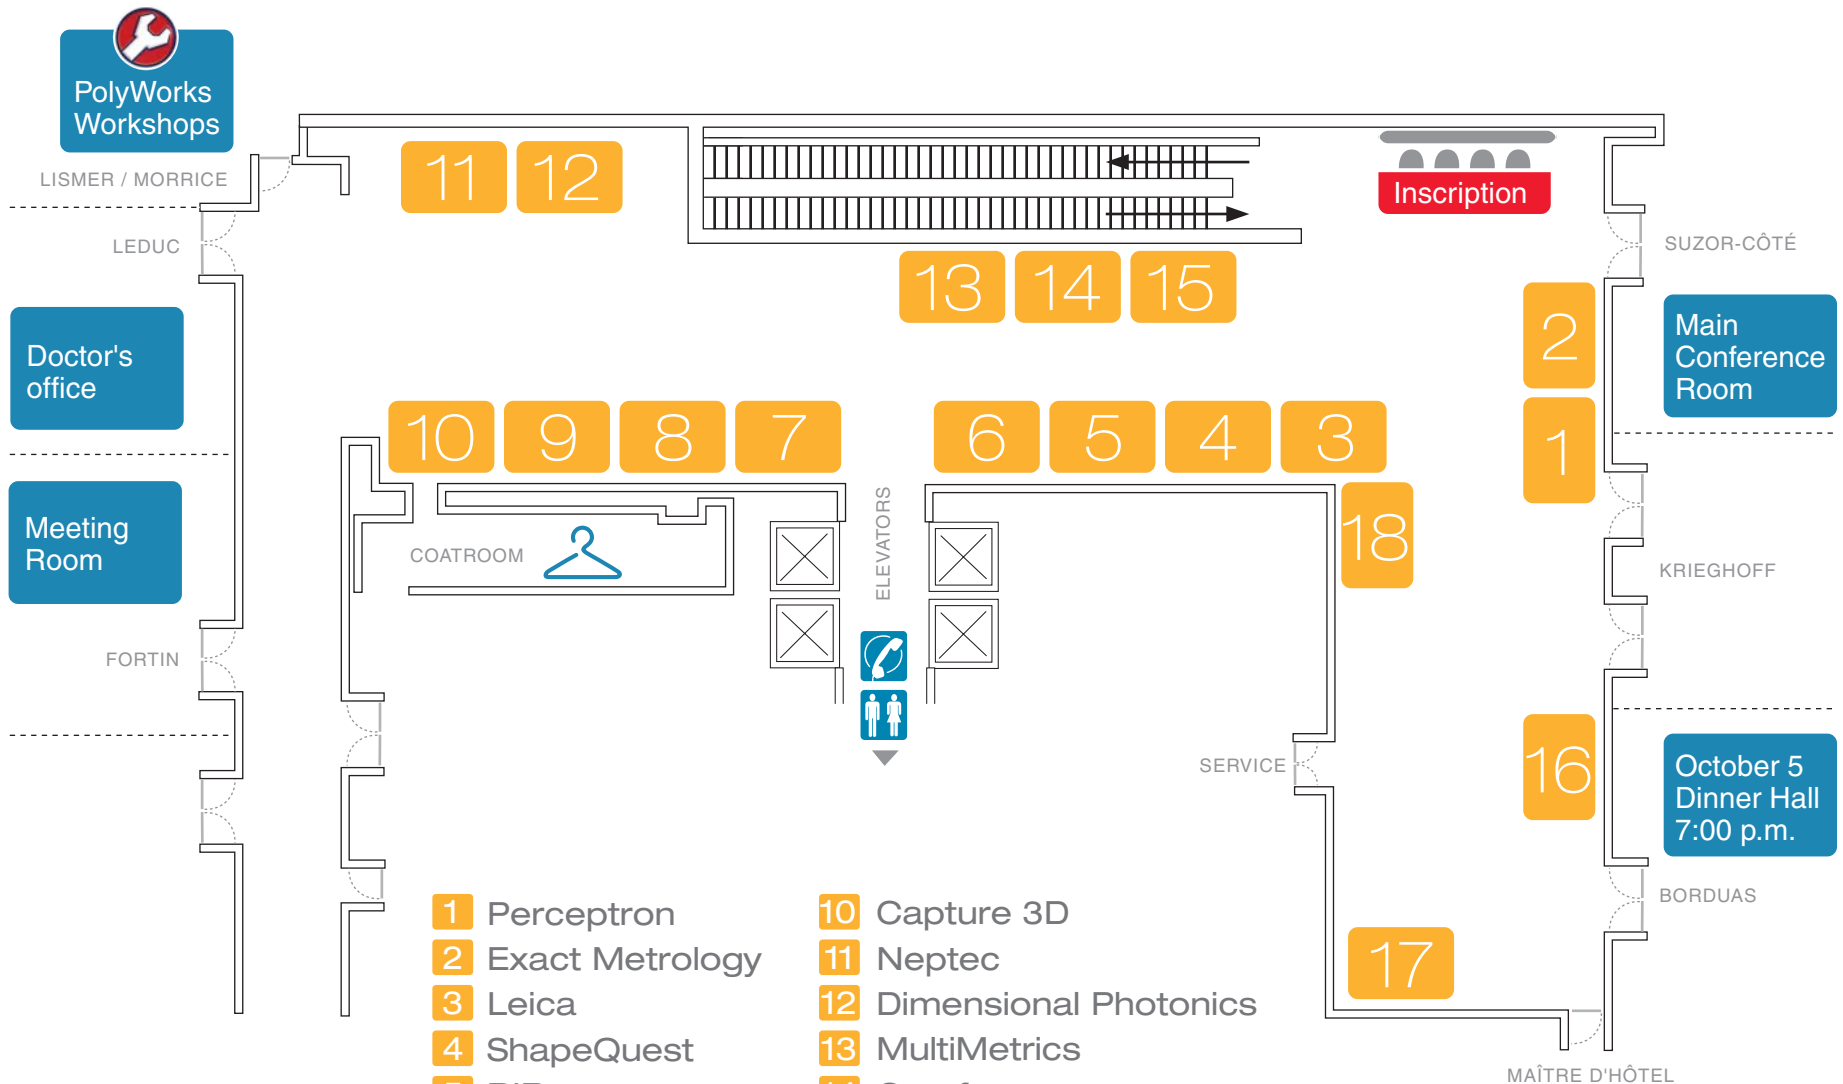 PolyWorks
Workshops
LISMER / MORRICE
11
12
Inscription
LEDUC
SUZOR-CÔTÉ
13
14
15
2
Main
Conference
Room
Doctor's
office
10
9
8
7
6
5
4
3
1
Meeting
Room
COATROOM
ELEVATORS
18
KRIEGHOFF
FORTIN
SERVICE
16
October 5
Dinner Hall
7:00 p.m.
BORDUAS
17
1 Perceptron
2 Exact Metrology
3 Leica
4 ShapeQuest
10 Capture 3D
11 Neptec
12 Dimensional Photonics
13 MultiMetrics
MAÎTRE D'HÔTEL